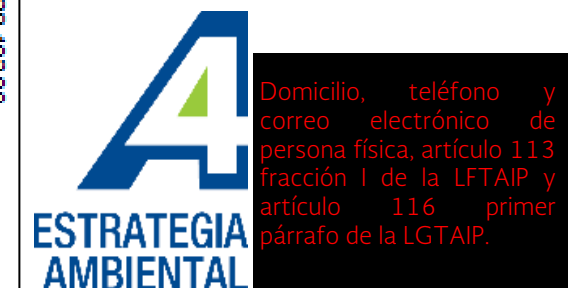 ESTRATEGIA
AMBIENTAL
Domicilio, teléfono y
correo electrónico de
persona física, artículo 113
fracción I de la LFTAIP y
artículo 116 primer
párrafo de la LGTAIP.